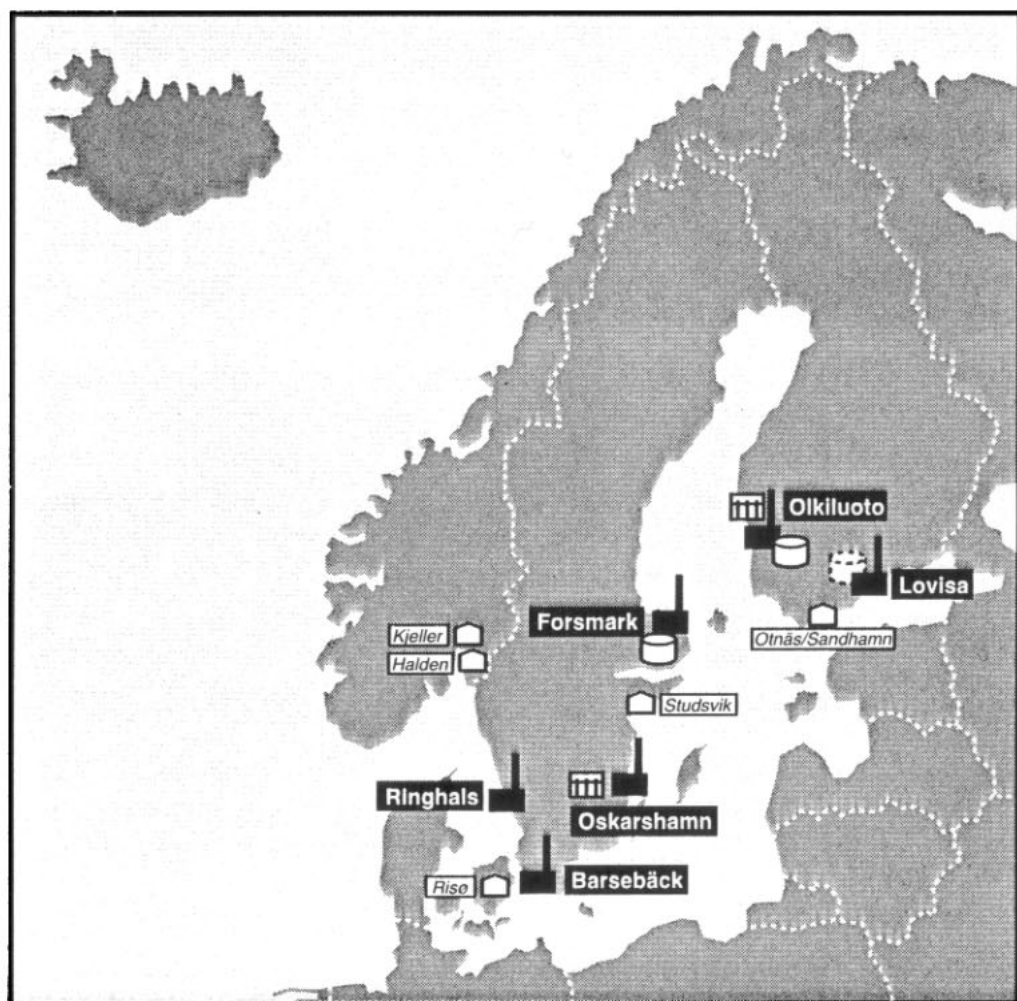 Olkiluoto
Lovisa
Forsmark
Otnäs/Sandhamn
Kjeller
Halden
Studsvik
Ringhals
Oskarshamn
Barsebäck
Risø